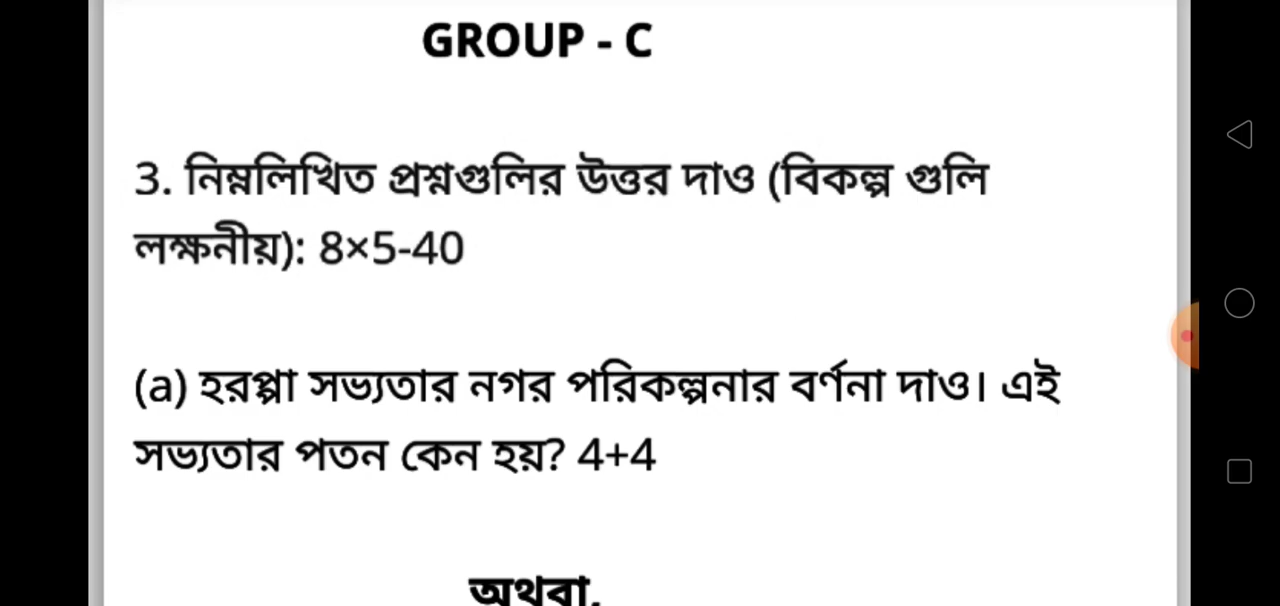 GROUP - C
3. নিম্নলিখিত প্রশ্নগুলির উত্তর দাও (বিকল্প গুলি
লক্ষনীয়): 8×5-40
(a) হরপ্পা সভ্যতার নগর পরিকল্পনার বর্ণনা দাও। এই
সভ্যতার পতন কেন হয়? 4+4
অথবা,